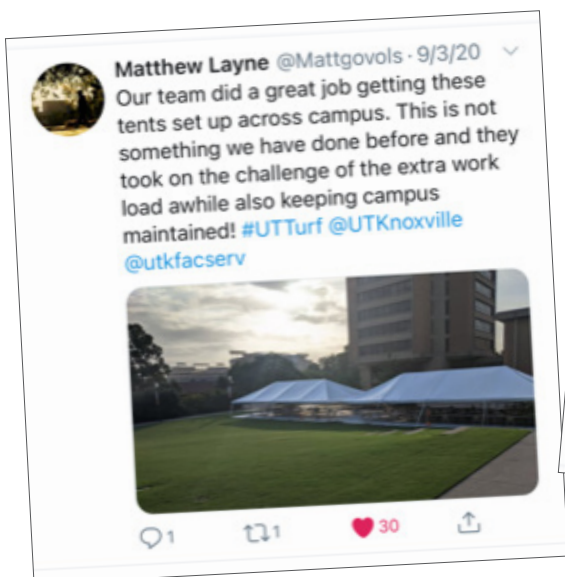 Matthew Layne @Mattgovols · 9/3/20
Our team did a great job getting these
tents set up across campus. This is not
something we have done before and they
took on the challenge of the extra work
load awhile also keeping campus
maintained! #UTTurf @UTKnoxville
@utkfacserv
1 1 30